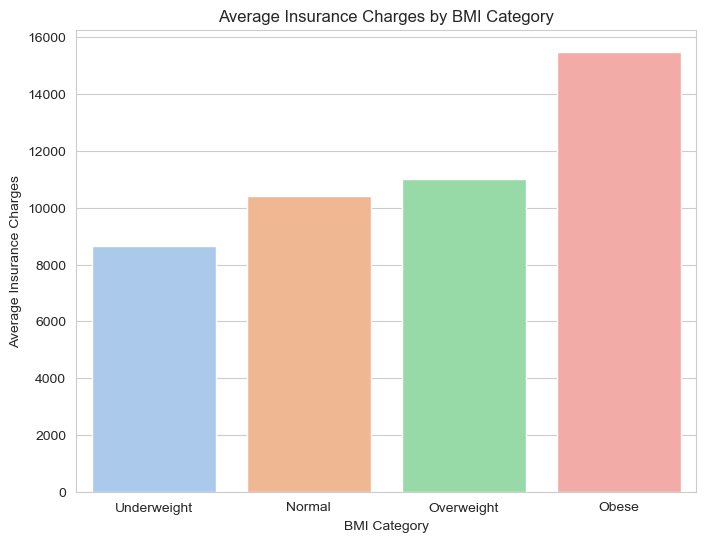 Average Insurance Charges by BMI Category
16000
14000
12000
10000
8000
6000
4000
2000
0
Average Insurance Charges
Underweight Normal Overweight Obese
BMI Category